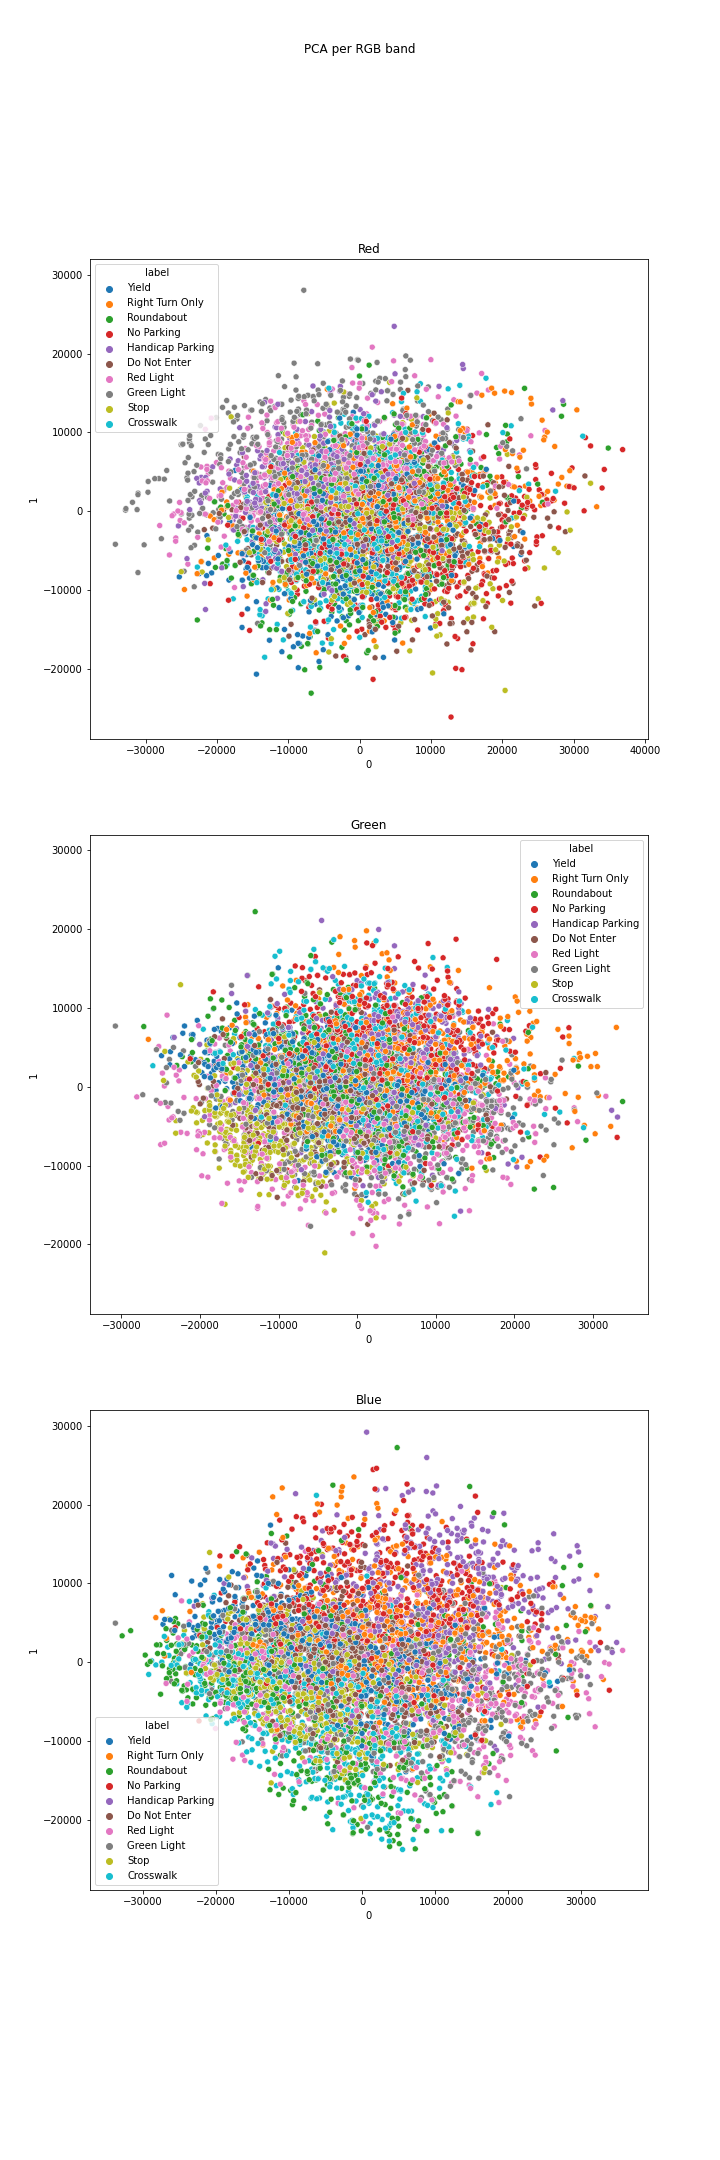 PCA per RGB band
Red
label
Yield
Right Turn Only
Roundabout
No Parking
Handicap Parking
Do Not Enter
Red Light
Green Light
Stop
Crosswalk
30000
20000
10000
0
−10000
−20000
1
−30000 −20000 −10000 0 10000 20000 30000 40000
0
Green
label
Yield
Right Turn Only
Roundabout
No Parking
Handicap Parking
Do Not Enter
Red Light
Green Light
Stop
Crosswalk
30000
20000
10000
0
−10000
−20000
1
−30000 −20000 −10000 0 10000 20000 30000
0
Blue
30000
20000
10000
0
−10000
−20000
1
label
Yield
Right Turn Only
Roundabout
No Parking
Handicap Parking
Do Not Enter
Red Light
Green Light
Stop
Crosswalk
−30000 −20000 −10000 0 10000 20000 30000
0